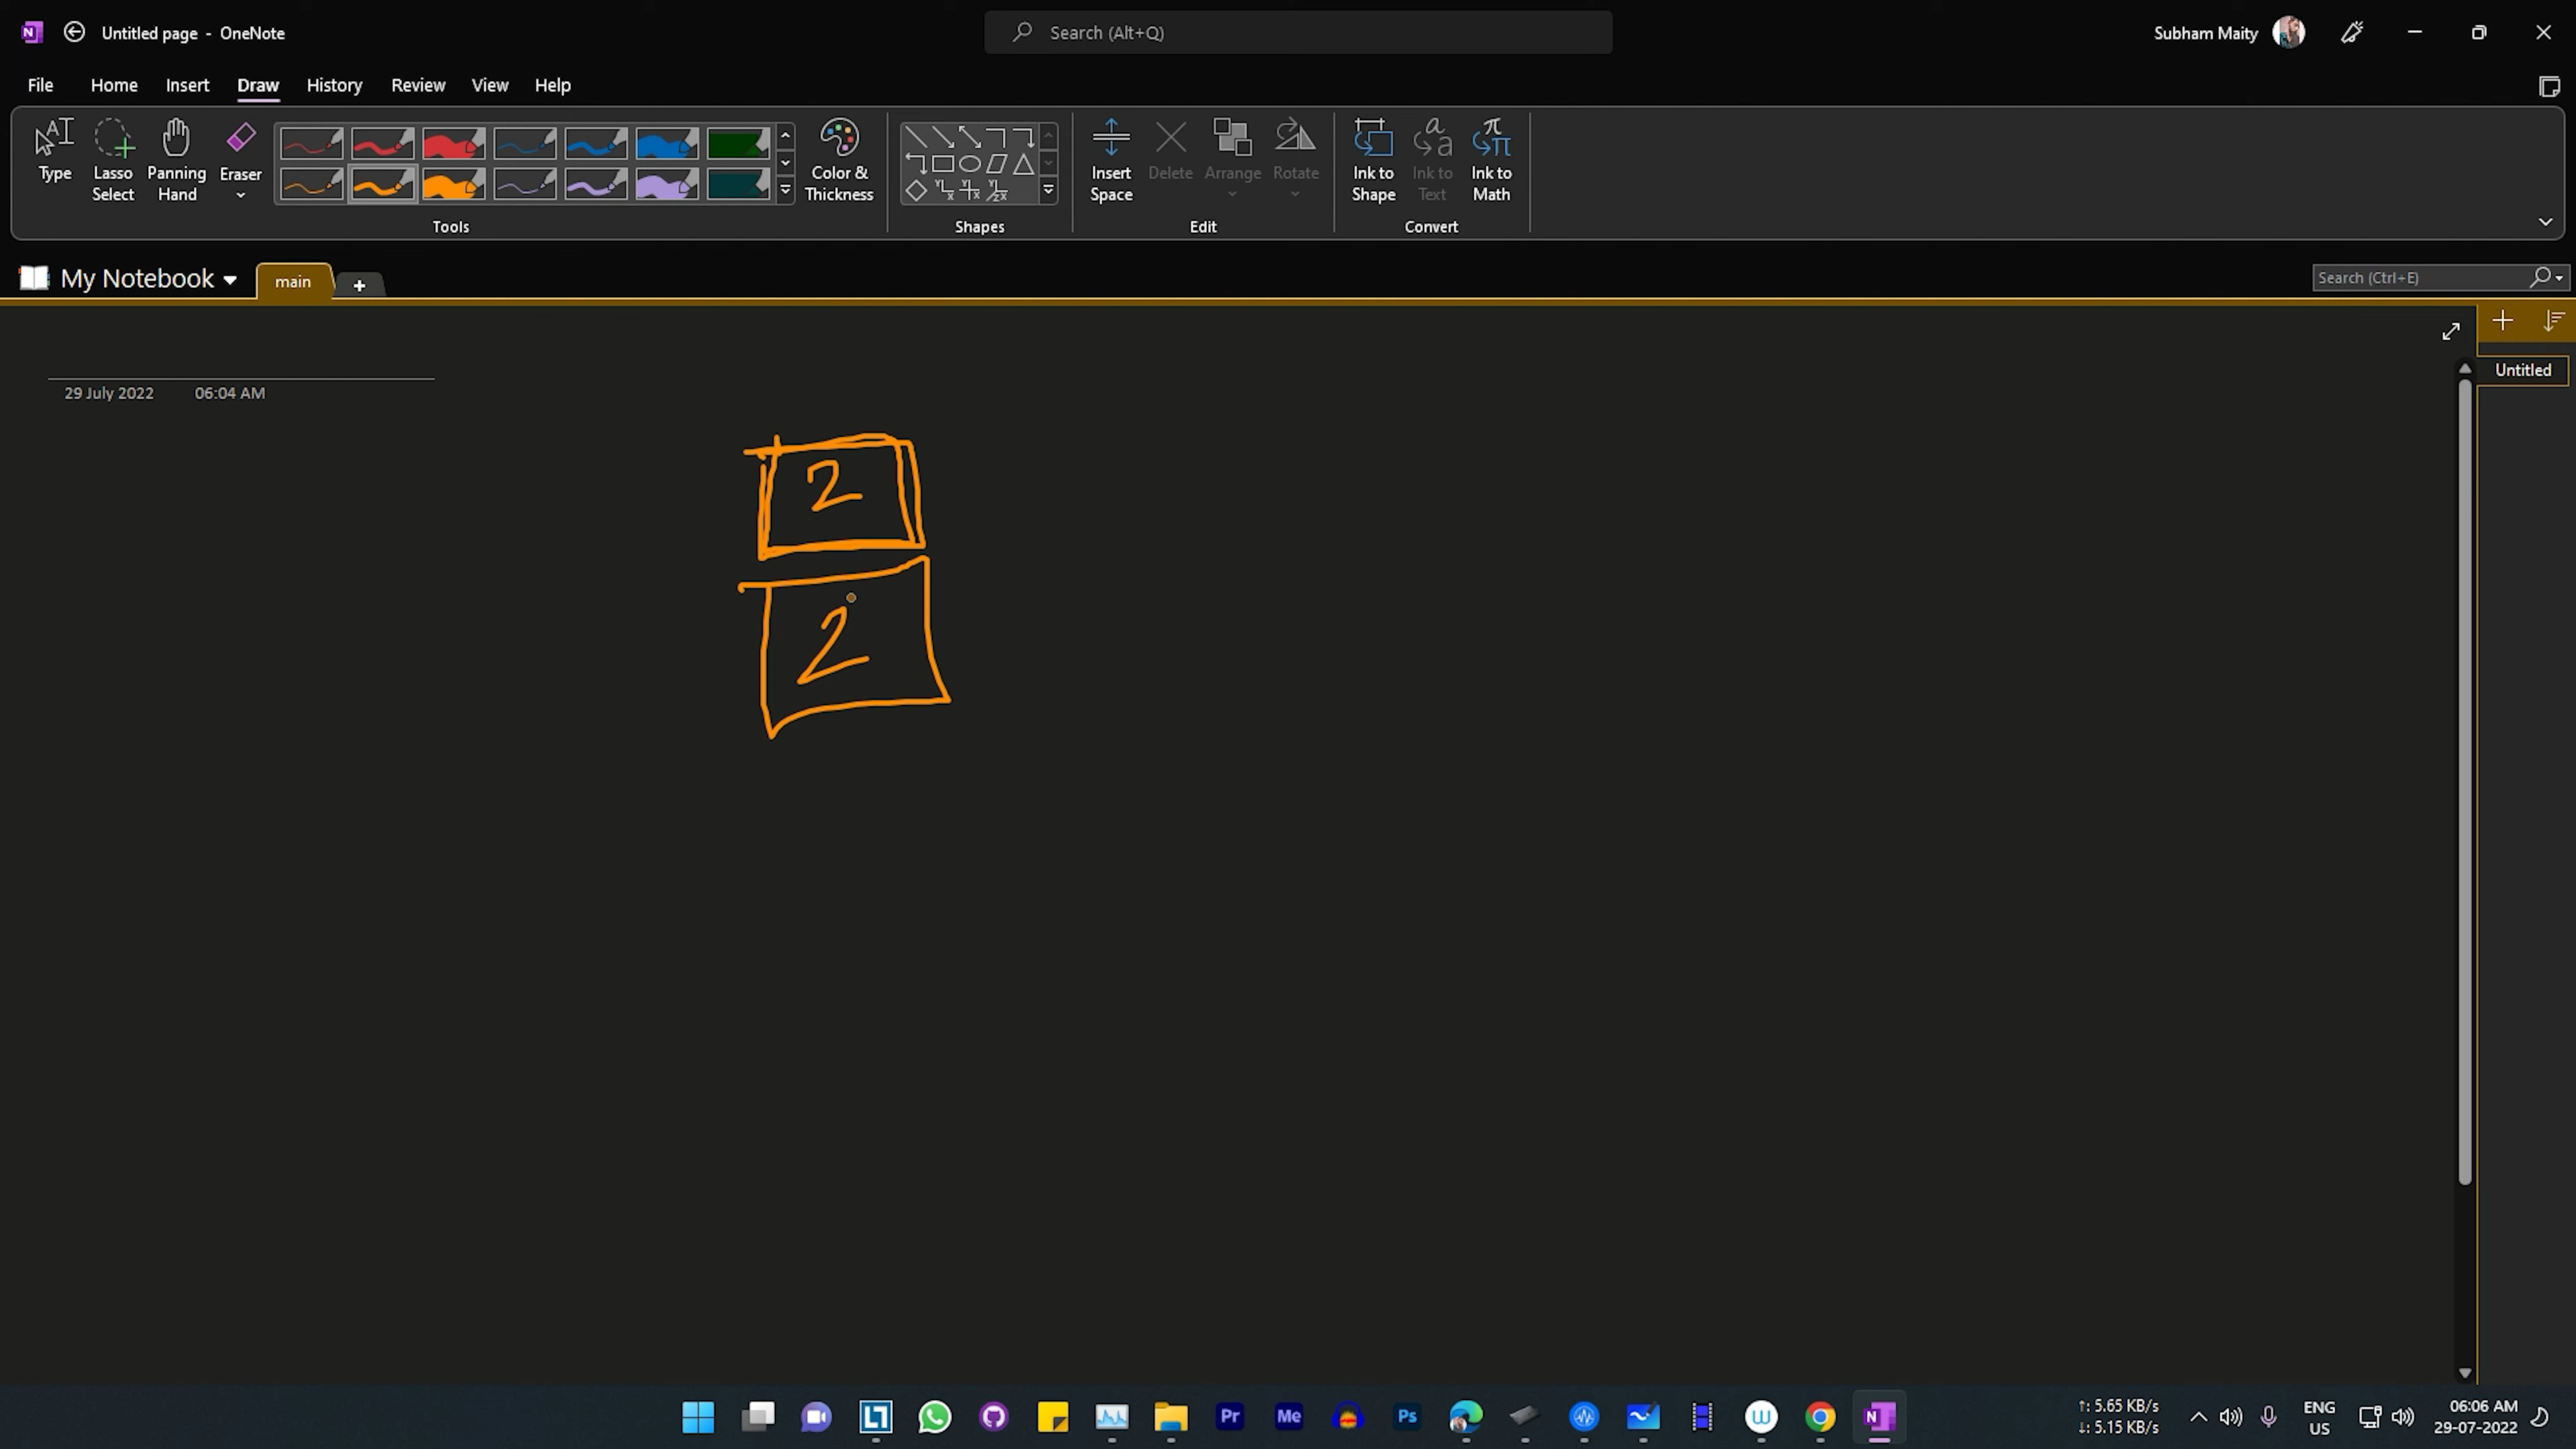 Untitled page - OneNote
Search (Alt+Q)
Subham Maity
File Home Insert Draw History Review View Help
Type
Lasso Select
Panning Hand
Eraser
Color & Thickness
Insert Space
Delete
Arrange
Rotate
Ink to Shape
Ink to Text
Ink to Math
Tools
Shapes
Edit
Convert
My Notebook
main
Search (Ctrl+E)
Untitled
29 July 2022 06:04 AM
2
2
Pr
Me
Ps
↑: 5.65 KB/s
↓: 5.15 KB/s
ENG
US
06:06 AM
29-07-2022